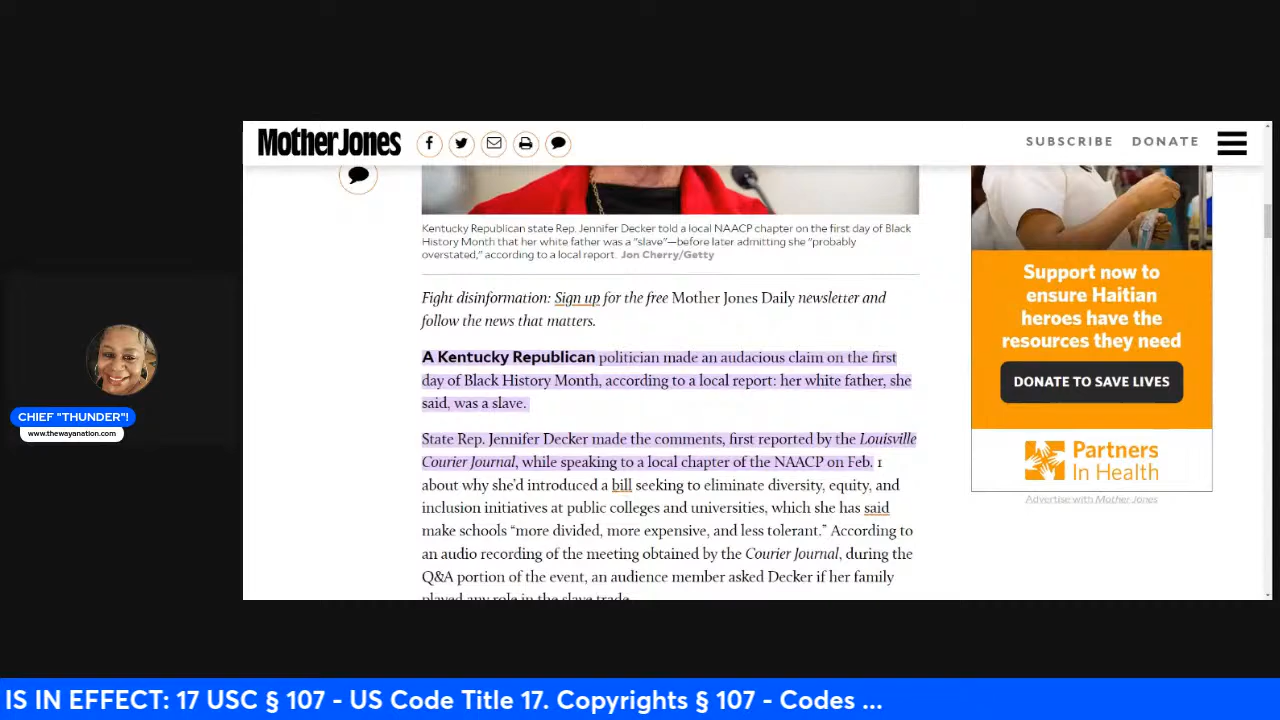 Mother Jones
SUBSCRIBE DONATE
Kentucky Republican state Rep. Jennifer Decker told a local NAACP chapter on the first day of Black
History Month that her white father was a "slave"—before later admitting she "probably
overstated," according to a local report. Jon Cherry/Getty
Fight disinformation: Sign up for the free Mother Jones Daily newsletter and
follow the news that matters.
A Kentucky Republican politician made an audacious claim on the first
day of Black History Month, according to a local report: her white father, she
said, was a slave.
State Rep. Jennifer Decker made the comments, first reported by the Louisville
Courier Journal, while speaking to a local chapter of the NAACP on Feb. 1
about why she'd introduced a bill seeking to eliminate diversity, equity, and
inclusion initiatives at public colleges and universities, which she has said
make schools “more divided, more expensive, and less tolerant.” According to
an audio recording of the meeting obtained by the Courier Journal, during the
Q&A portion of the event, an audience member asked Decker if her family
played any role in the slave trade.
Support now to
ensure Haitian
heroes have the
resources they need
DONATE TO SAVE LIVES
Partners
In Health
Advertise with Mother Jones
CHIEF "THUNDER"!
www.thewayanation.com
IS IN EFFECT: 17 USC § 107 - US Code Title 17. Copyrights § 107 - Codes ...